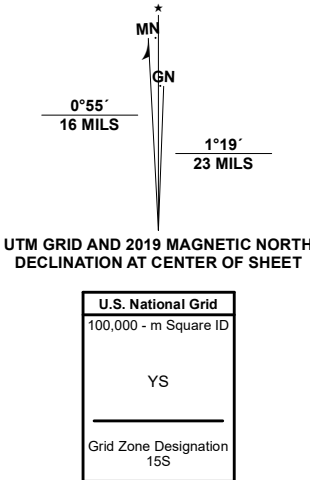 ★
MN
GN
0°55´
16 MILS
1°19´
23 MILS
UTM GRID AND 2019 MAGNETIC NORTH
DECLINATION AT CENTER OF SHEET
U.S. National Grid
100,000 - m Square ID
YS
Grid Zone Designation
15S